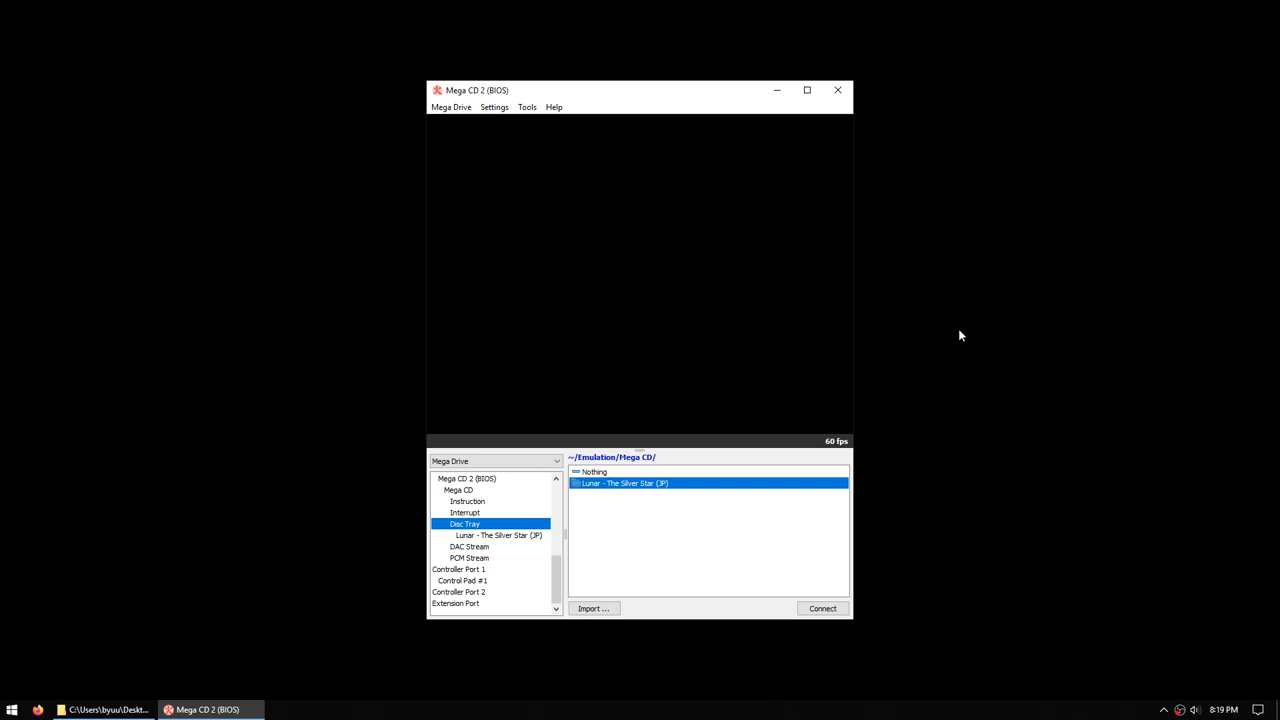 火 Mega CD 2 (BIOS)
Mega Drive Settings Tools Help
60 fps
Mega Drive
Mega CD 2 (BIOS)
Mega CD
Instruction
Interrupt
Disc Tray
Lunar - The Silver Star (JP)
DAC Stream
PCM Stream
Controller Port 1
Control Pad #1
Controller Port 2
Extension Port
~/Emulation/Mega CD/
Nothing
Lunar - The Silver Star (JP)
Import ...
Connect
C:\Users\byuu\Deskt...
火 Mega CD 2 (BIOS)
8:19 PM